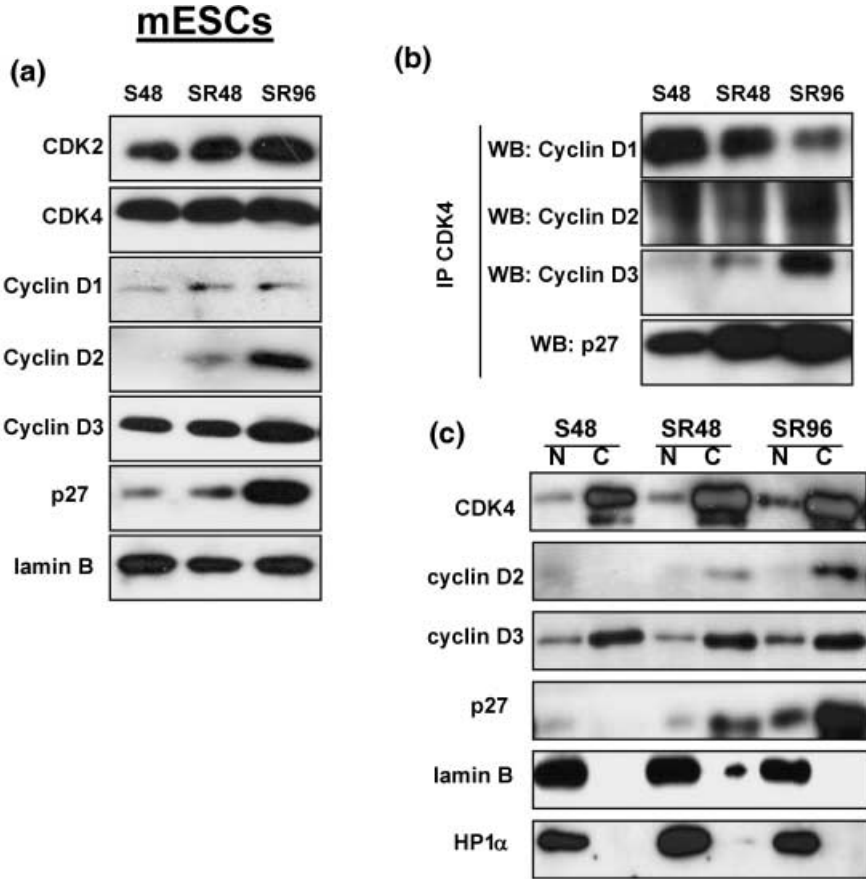 mESCs
(a)
S48 SR48 SR96
CDK2
CDK4
Cyclin D1
Cyclin D2
Cyclin D3
p27
lamin B
(b)
S48 SR48 SR96
IP CDK4
WB: Cyclin D1
WB: Cyclin D2
WB: Cyclin D3
WB: p27
(c)
S48 SR48 SR96
N C N C N C
CDK4
cyclin D2
cyclin D3
p27
lamin B
HP1α